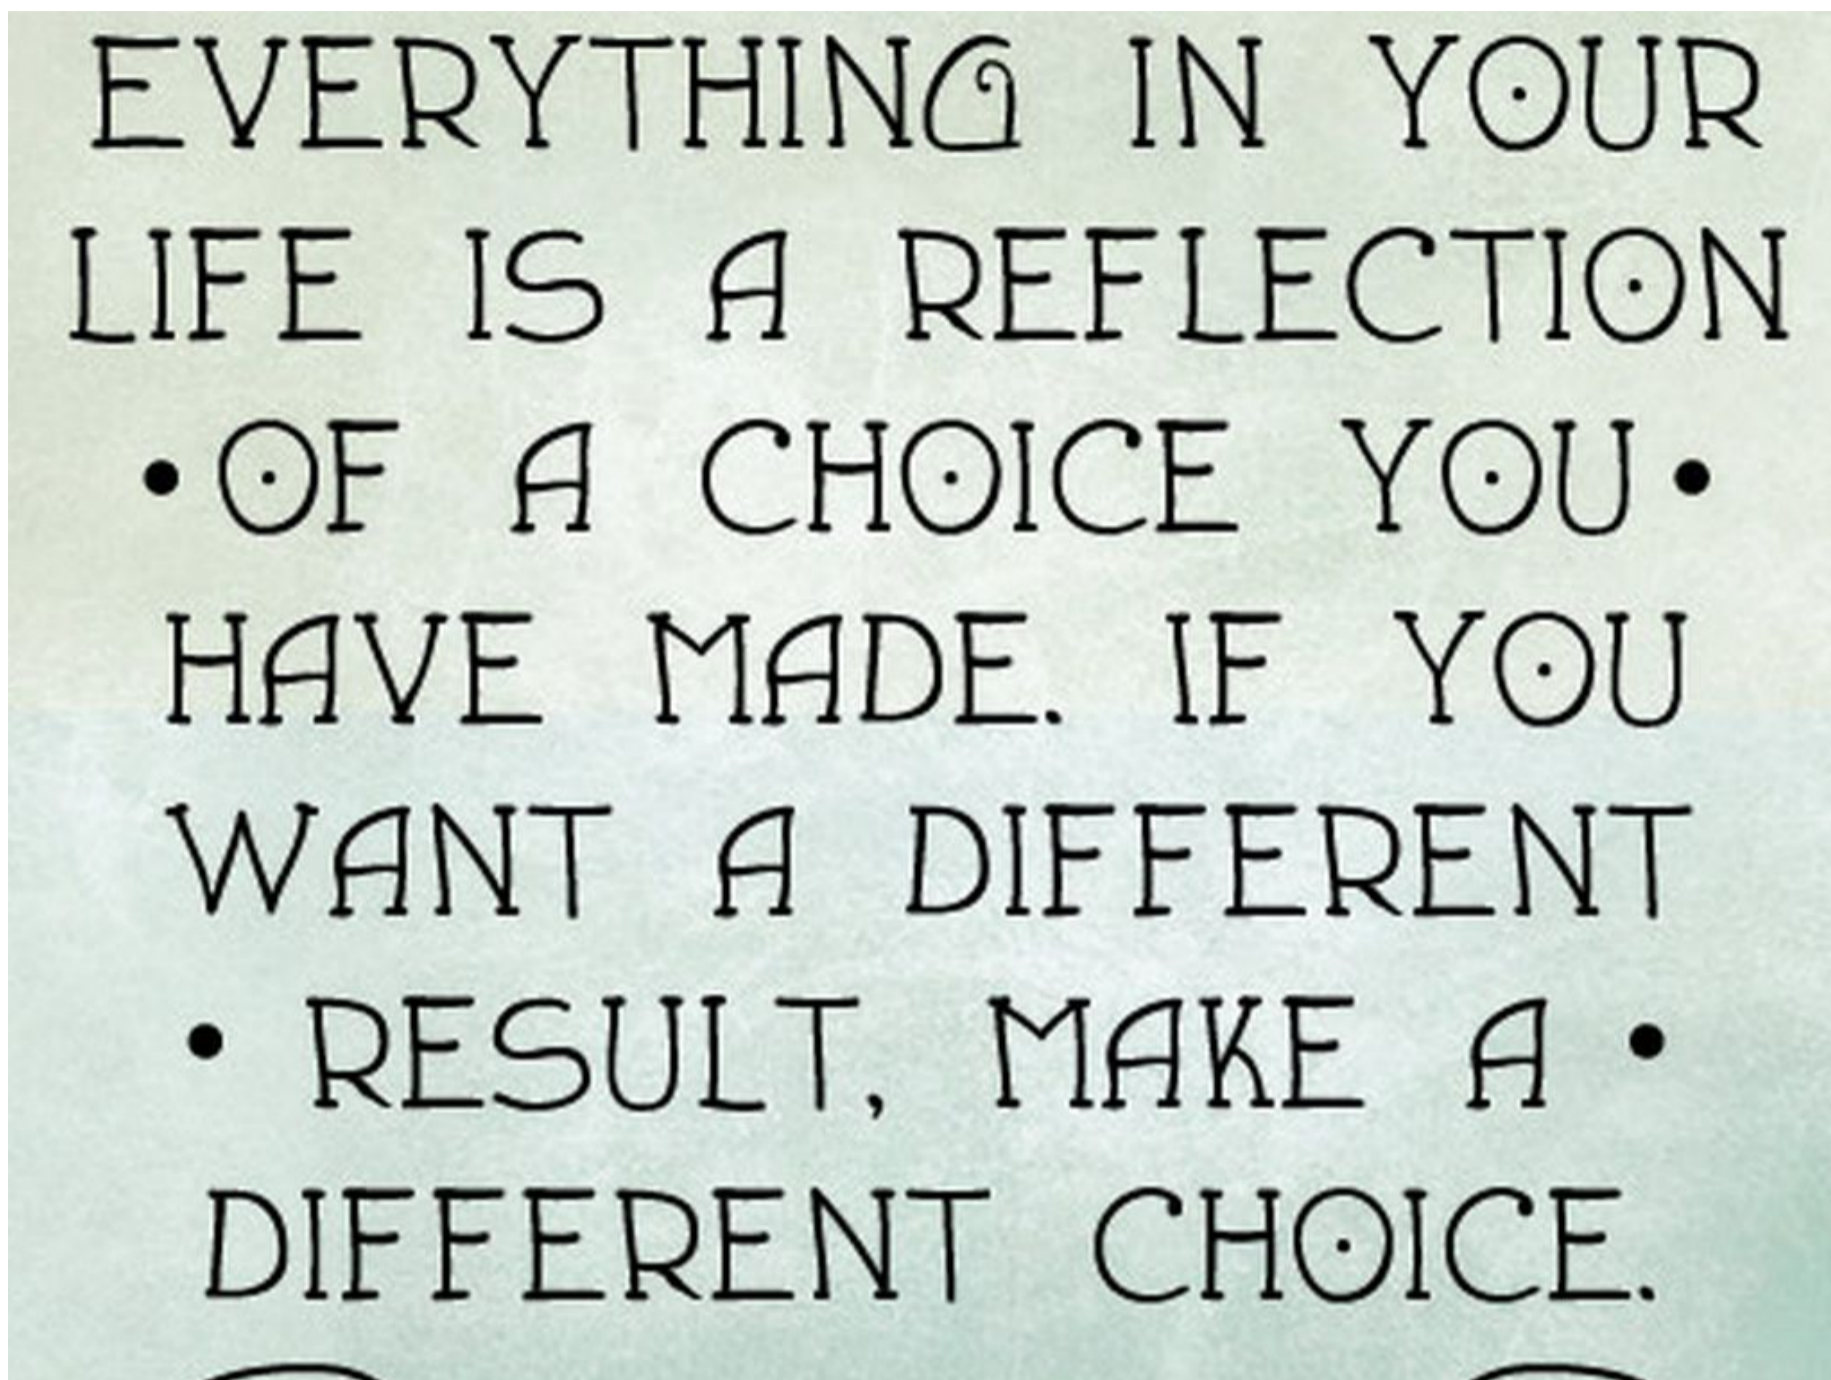 EVERYTHING IN YOUR
LIFE IS A REFLECTION
• OF A CHOICE YOU •
HAVE MADE. IF YOU
WANT A DIFFERENT
• RESULT, MAKE A •
DIFFERENT CHOICE.